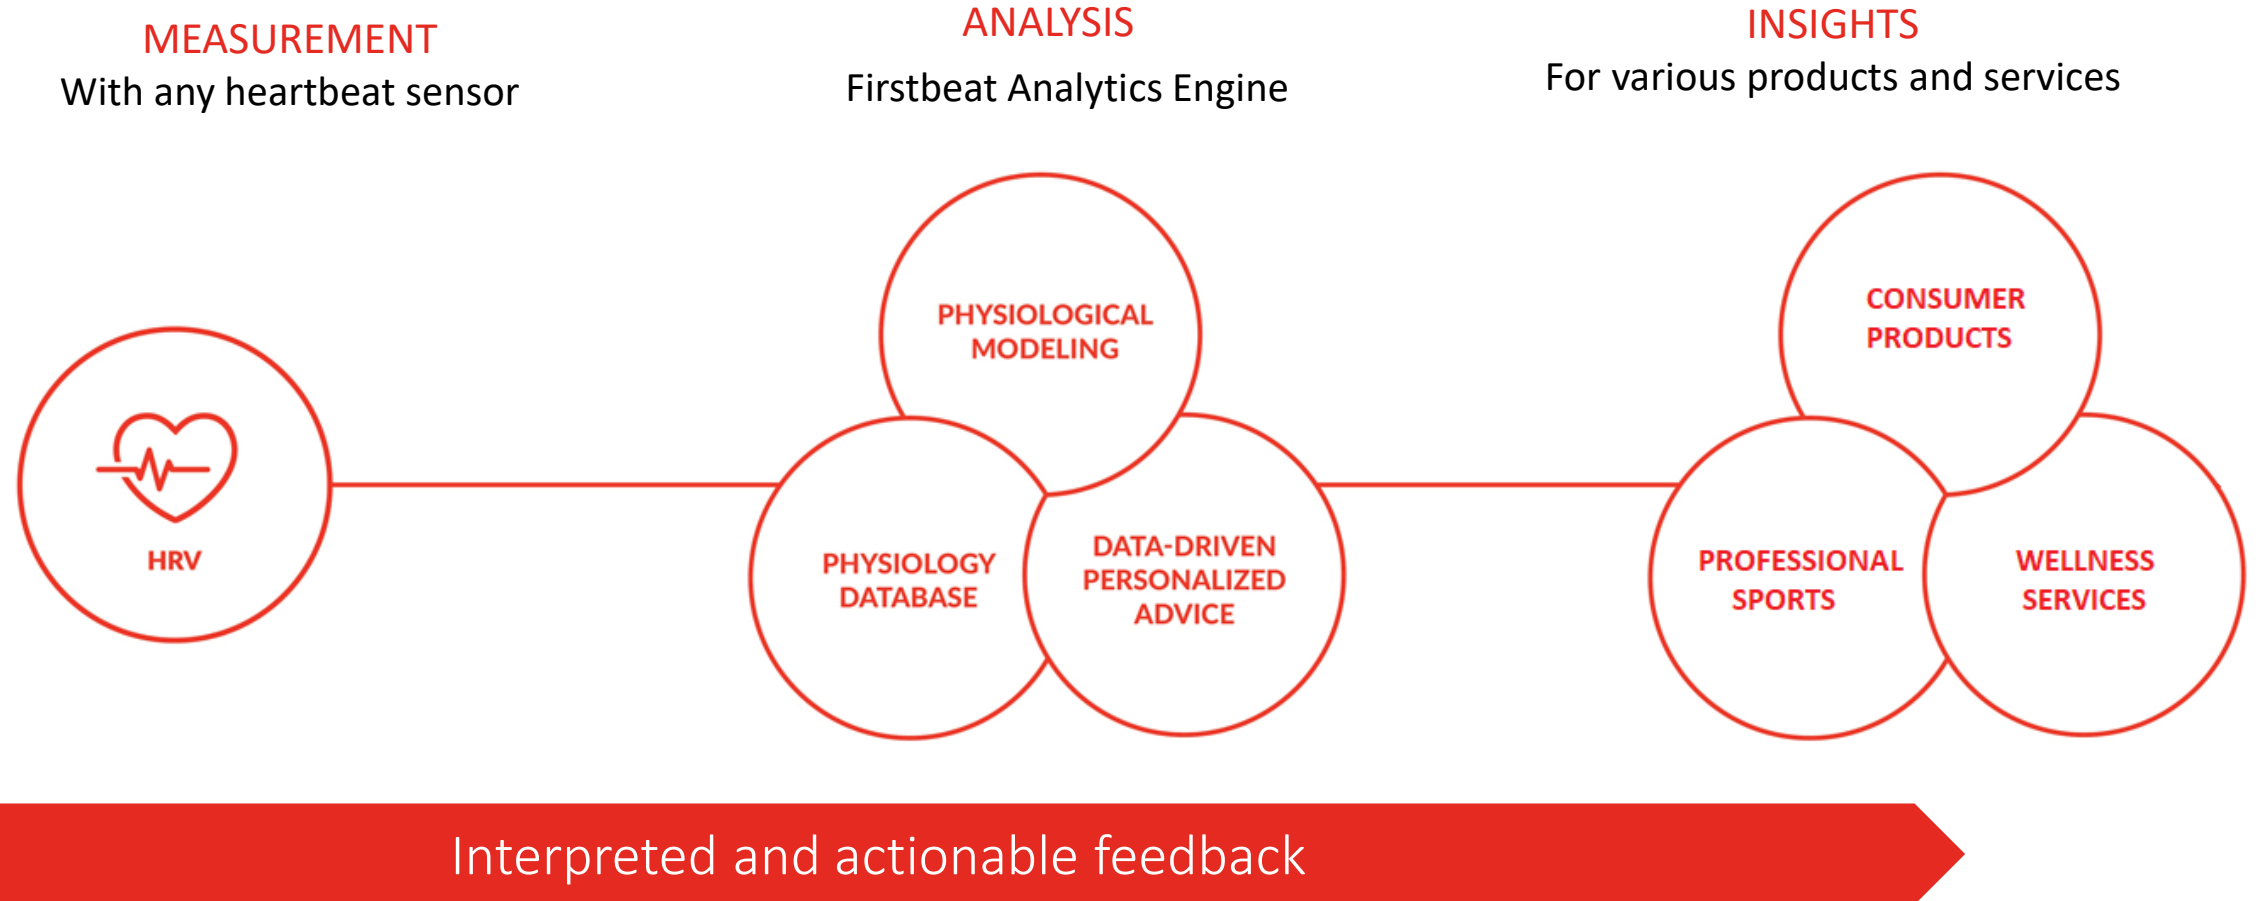 MEASUREMENT
With any heartbeat sensor
ANALYSIS
Firstbeat Analytics Engine
INSIGHTS
For various products and services
HRV
PHYSIOLOGICAL
MODELING
PHYSIOLOGY
DATABASE
DATA-DRIVEN
PERSONALIZED
ADVICE
CONSUMER
PRODUCTS
PROFESSIONAL
SPORTS
WELLNESS
SERVICES
Interpreted and actionable feedback